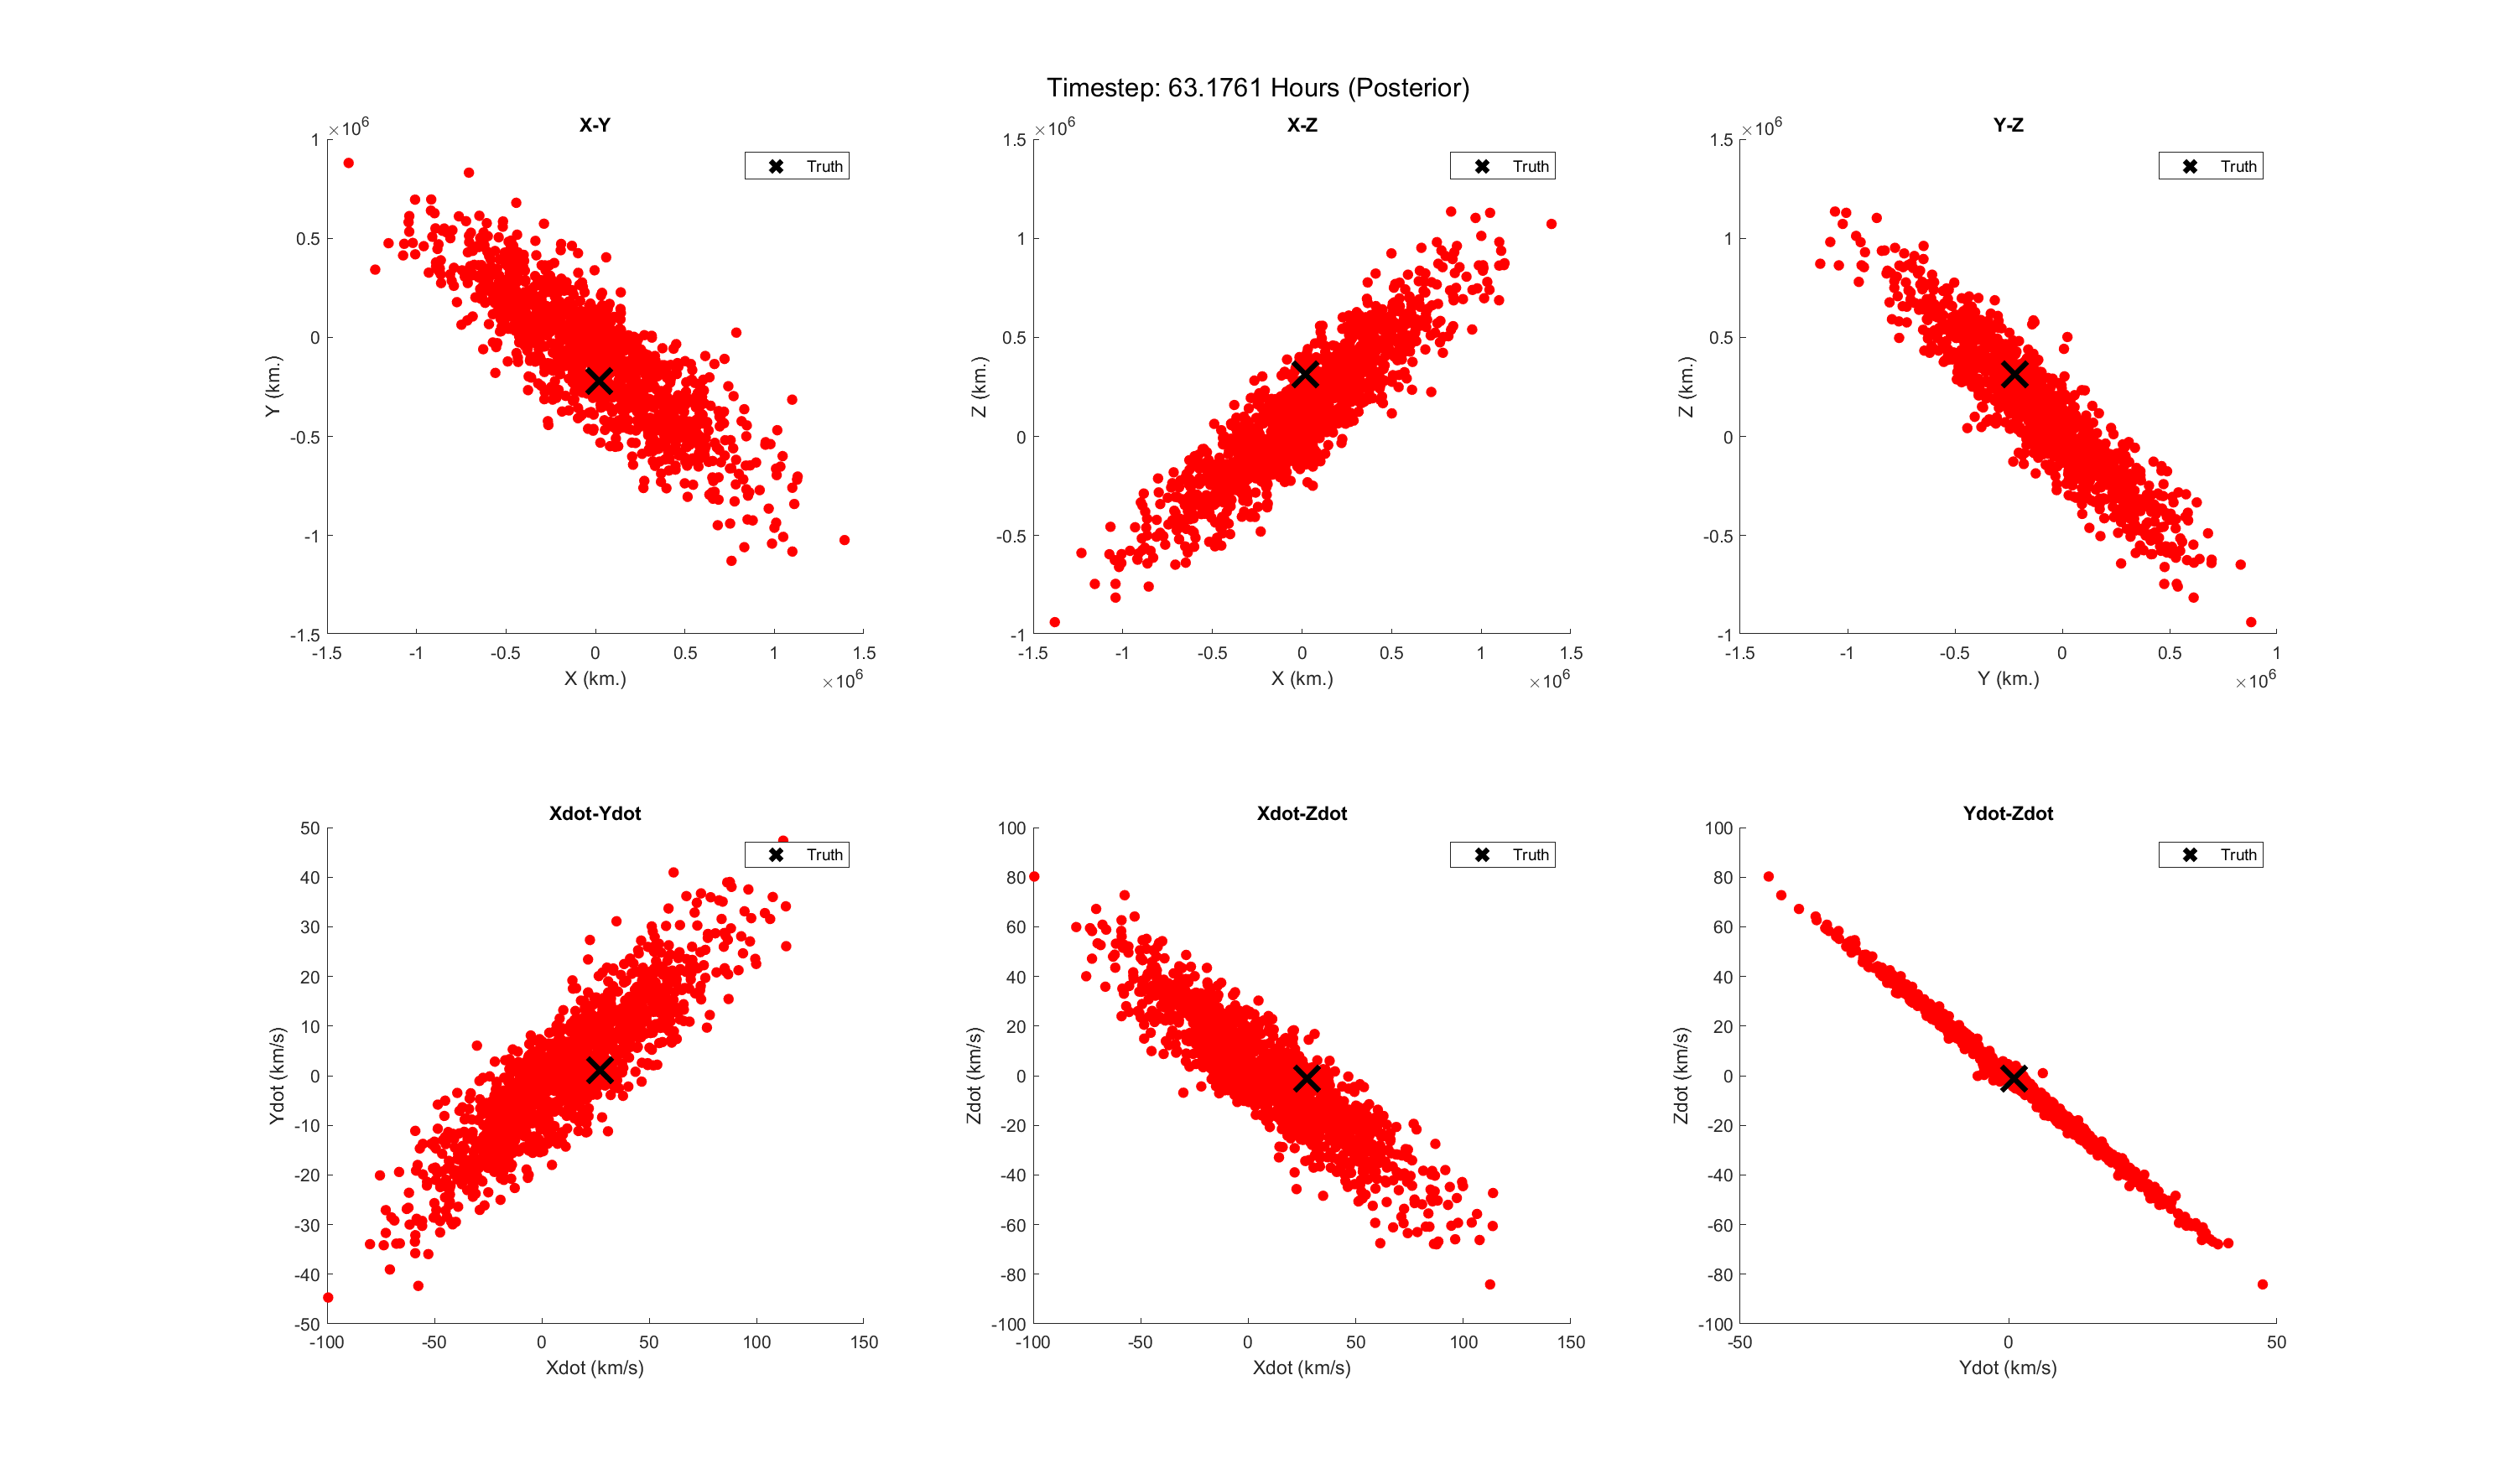 Timestep: 63.1761 Hours (Posterior)
X-Y
×10^6
Truth
1
0.5
0
-0.5
-1
-1.5
Y (km.)
-1.5 -1 -0.5 0 0.5 1 1.5
X (km.)
×10^6
X-Z
×10^6
Truth
1.5
1
0.5
0
-0.5
-1
Z (km.)
-1.5 -1 -0.5 0 0.5 1 1.5
X (km.)
×10^6
Y-Z
×10^6
Truth
1.5
1
0.5
0
-0.5
-1
Z (km.)
-1.5 -1 -0.5 0 0.5 1
Y (km.)
×10^6
Xdot-Ydot
Truth
50
40
30
20
10
0
-10
-20
-30
-40
-50
Ydot (km/s)
-100 -50 0 50 100 150
Xdot (km/s)
Xdot-Zdot
Truth
100
80
60
40
20
0
-20
-40
-60
-80
-100
Zdot (km/s)
-100 -50 0 50 100 150
Xdot (km/s)
Ydot-Zdot
Truth
100
80
60
40
20
0
-20
-40
-60
-80
-100
Zdot (km/s)
-50 0 50
Ydot (km/s)